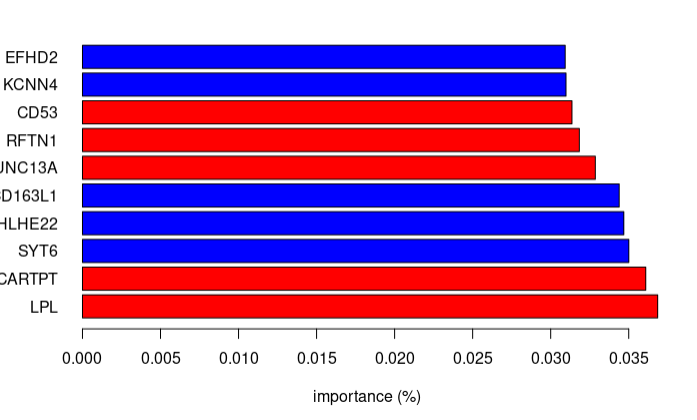 EFHD2
KCNN4
CD53
RFTN1
UNC13A
D163L1
HLHE22
SYT6
CARTPT
LPL
0.000 0.005 0.010 0.015 0.020 0.025 0.030 0.035
importance (%)